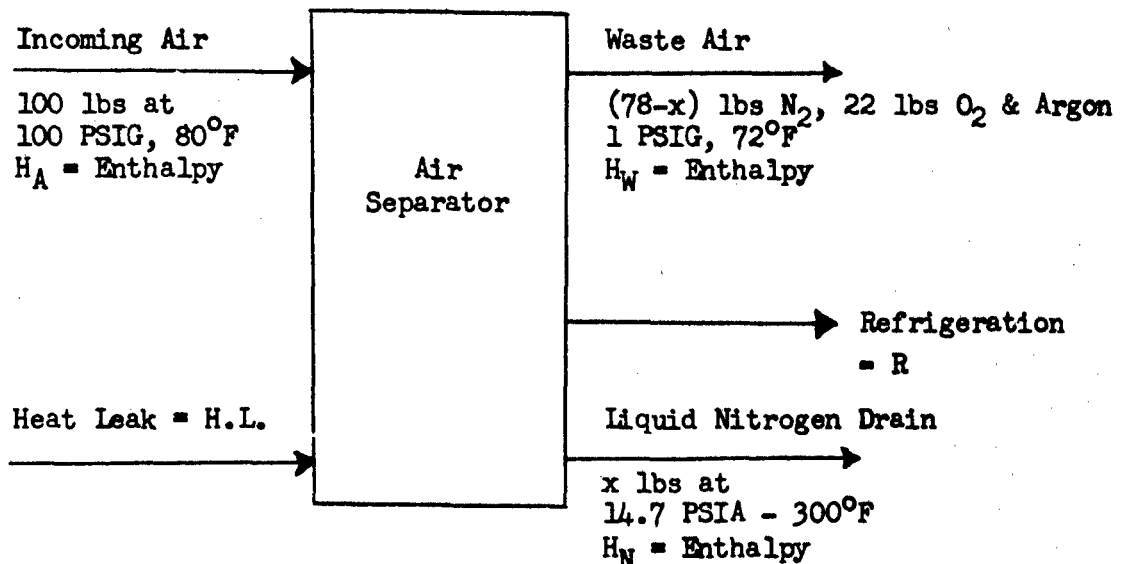 Incoming Air
100 lbs at
100 PSIG, 80°F
H_A = Enthalpy
Heat Leak = H.L.
Air
Separator
Waste Air
(78-x) lbs N₂, 22 lbs O₂ & Argon
1 PSIG, 72°F
H_W = Enthalpy
Refrigeration
= R
Liquid Nitrogen Drain
x lbs at
14.7 PSIA - 300°F
H_N = Enthalpy